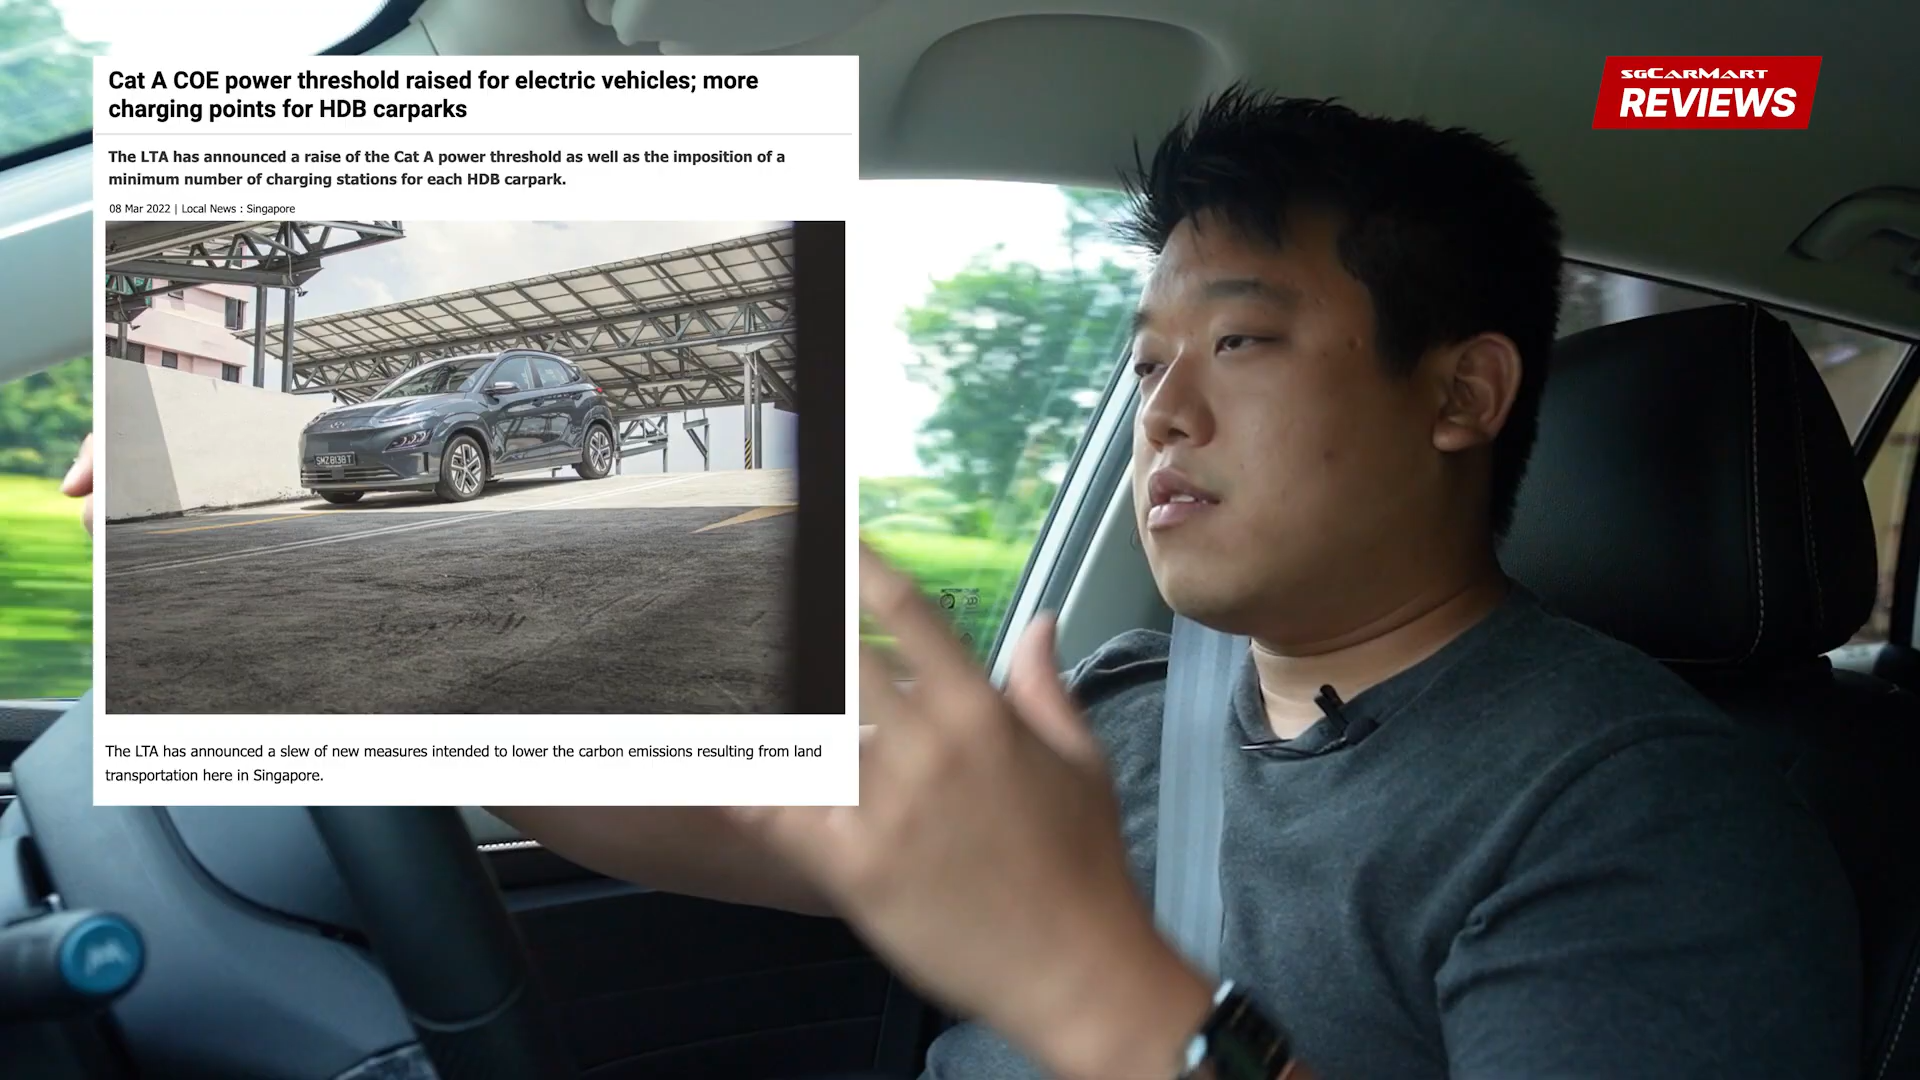 Cat A COE power threshold raised for electric vehicles; more
charging points for HDB carparks
The LTA has announced a raise of the Cat A power threshold as well as the imposition of a
minimum number of charging stations for each HDB carpark.
08 Mar 2022 | Local News : Singapore
SMZ8138T
The LTA has announced a slew of new measures intended to lower the carbon emissions resulting from land
transportation here in Singapore.
SGCARMART
REVIEWS